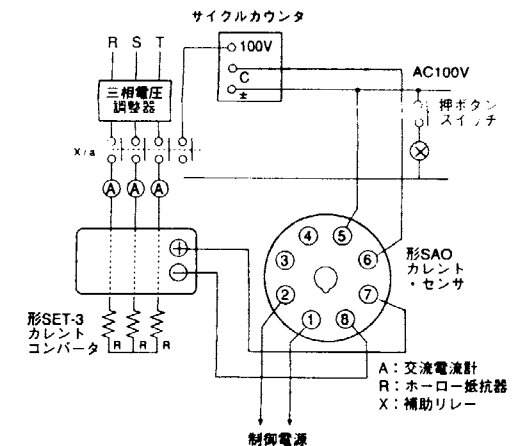 サイクルカウンタ
R S T
100V
C
±
AC100V
三相電圧
調整器
押ボタン
スイッチ
X/a
A A A
+
−
4 5
3 6
2 7
1 8
形SAO
カレント
・センサ
形SET-3
カレント
コンバータ
R R R
A：交流電流計
R：ホーロー抵抗器
X：補助リレー
制御電源